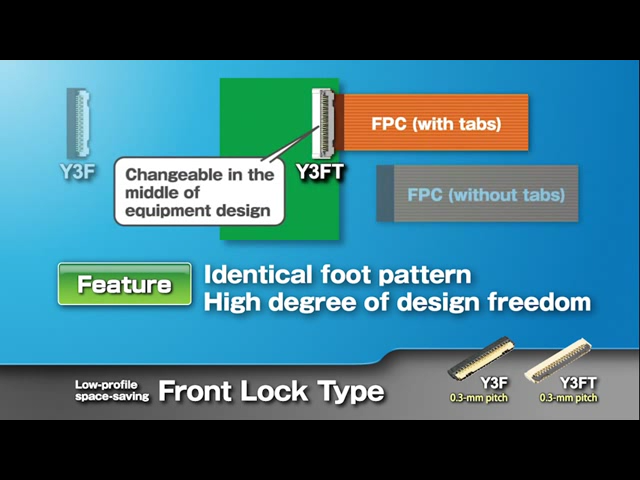 FPC (with tabs)
Y3F
Y3FT
Changeable in the
middle of
equipment design
FPC (without tabs)
Feature
Identical foot pattern
High degree of design freedom
Low-profile
space-saving
Front Lock Type
Y3F
0.3-mm pitch
Y3FT
0.3-mm pitch